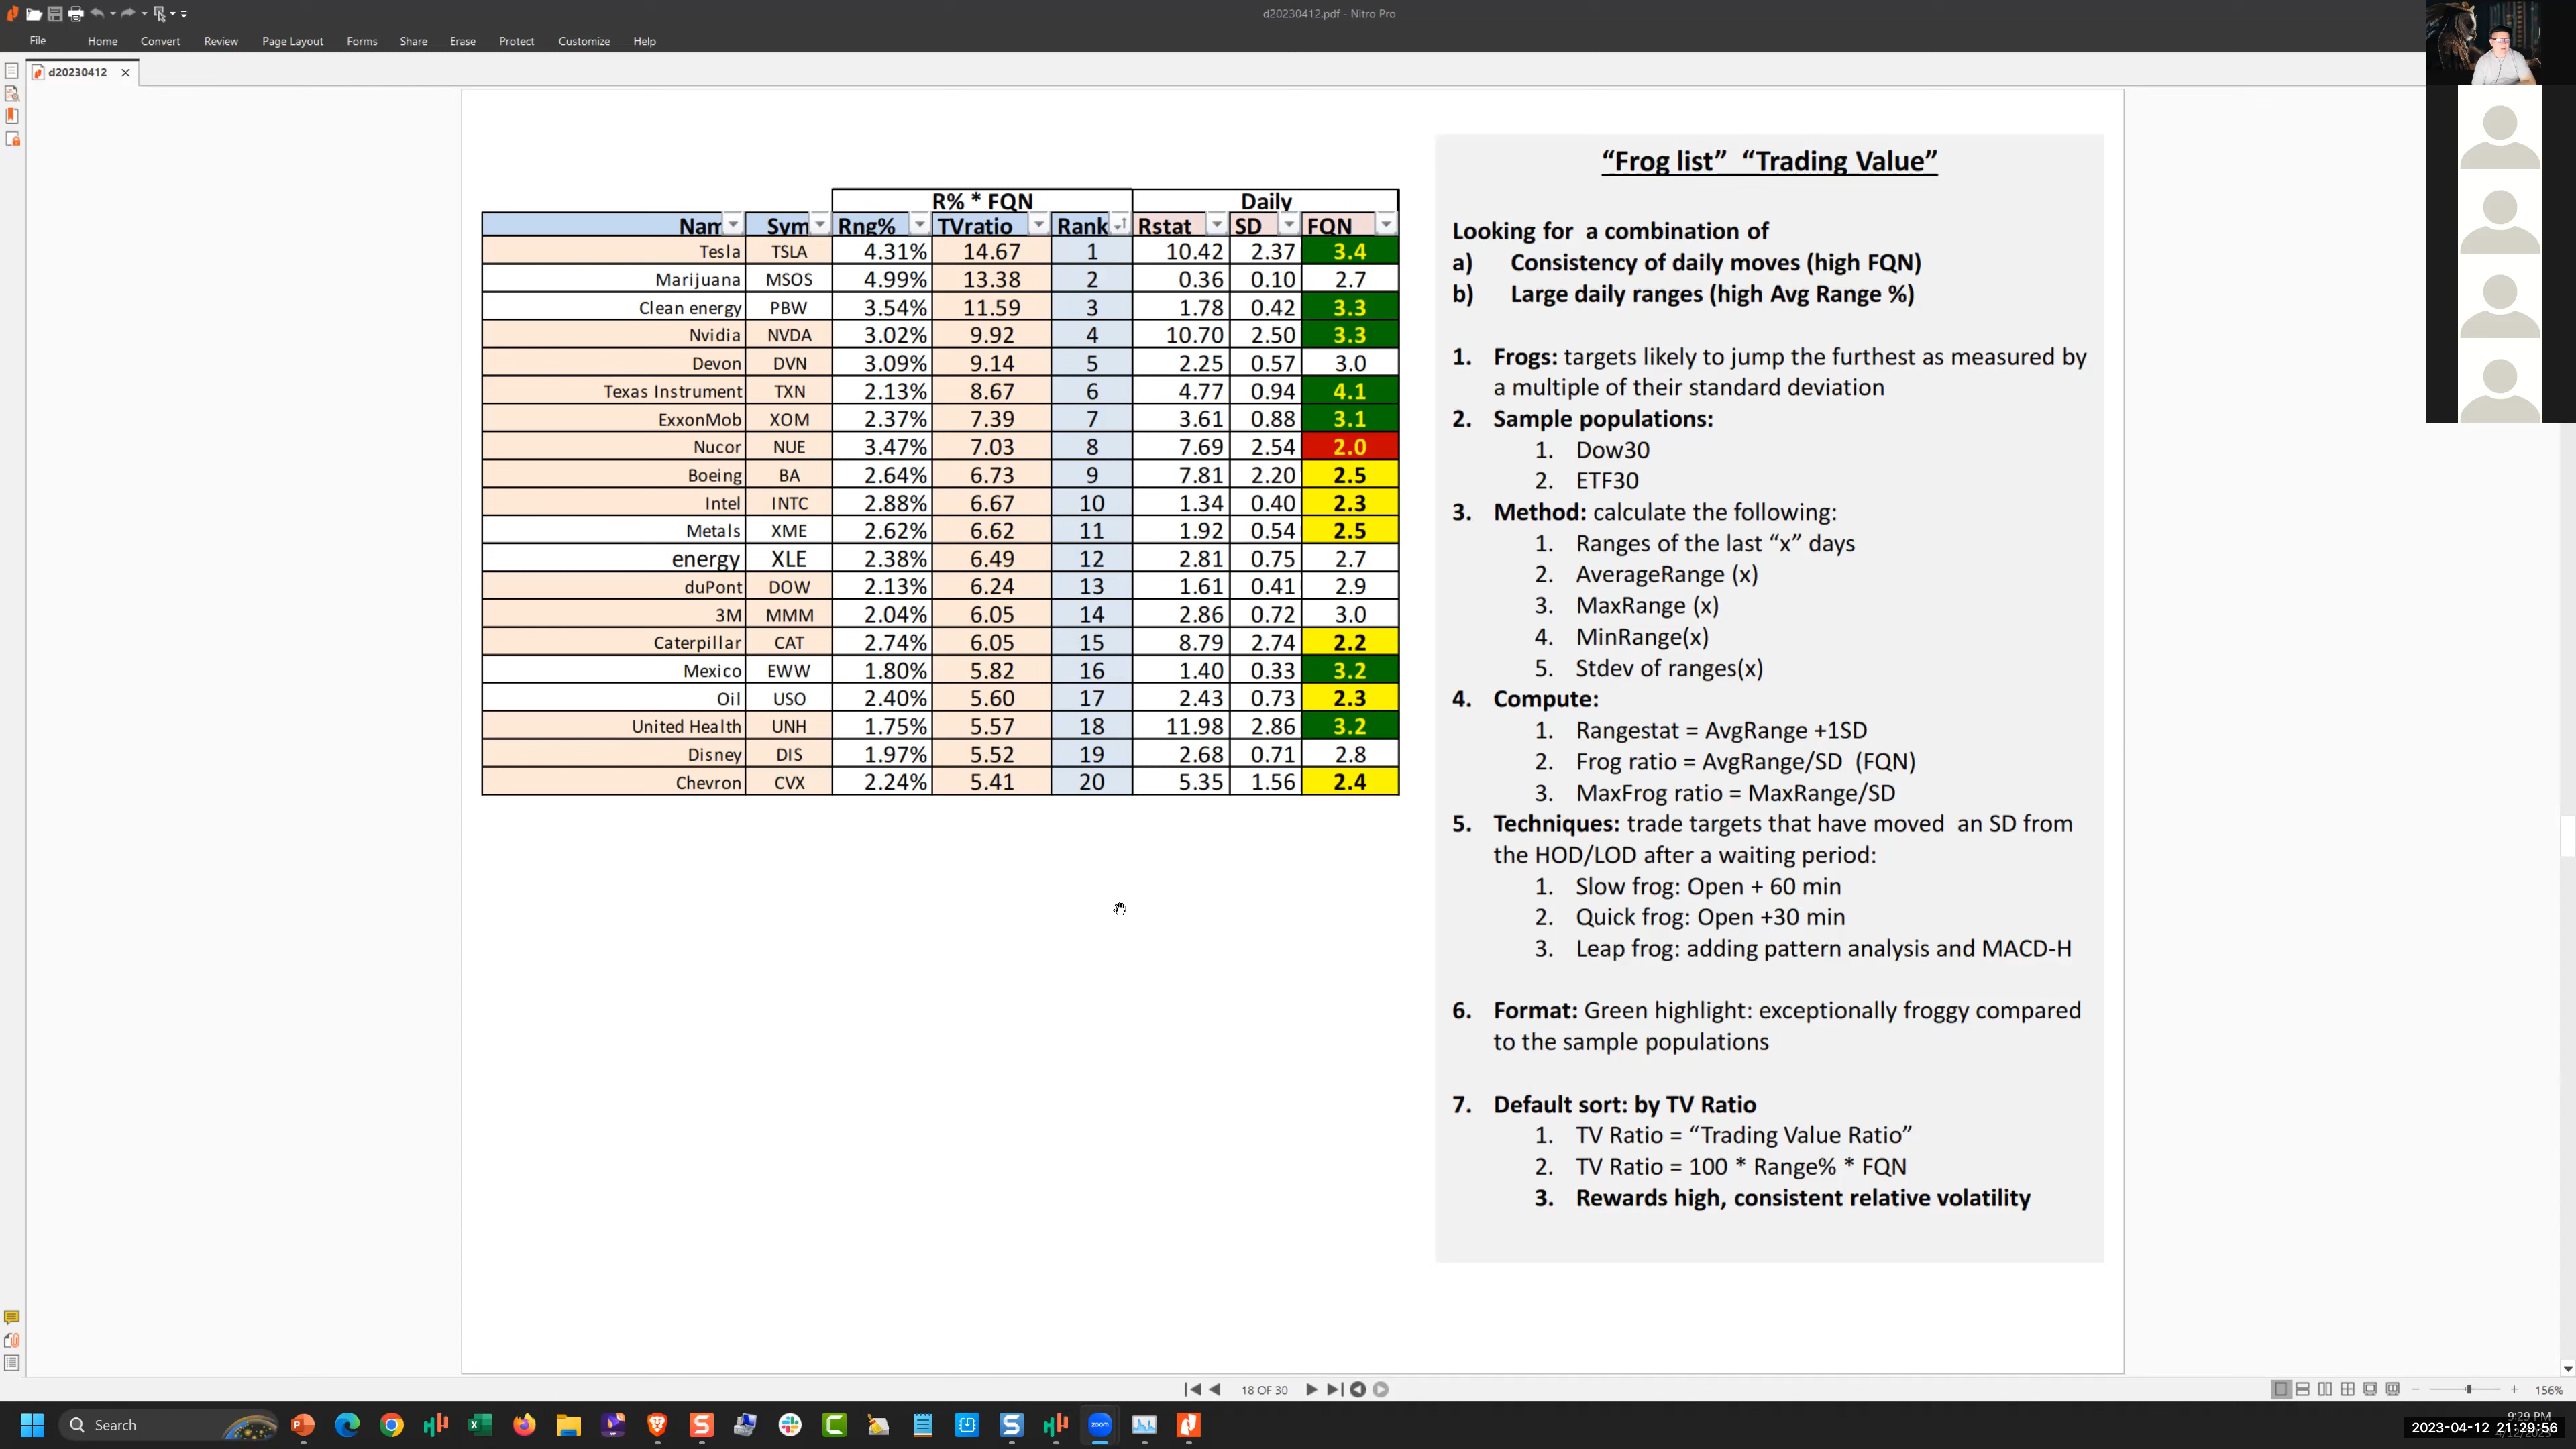 d20230412.pdf - Nitro Pro
File Home Convert Review Page Layout Forms Share Erase Protect Customize Help
d20230412
R% * FQN Daily
Nam Sym Rng% TVratio Rank Rstat SD FQN
Tesla TSLA 4.31% 14.67 1 10.42 2.37 3.4
Marijuana MSOS 4.99% 13.38 2 0.36 0.10 2.7
Clean energy PBW 3.54% 11.59 3 1.78 0.42 3.3
Nvidia NVDA 3.02% 9.92 4 10.70 2.50 3.3
Devon DVN 3.09% 9.14 5 2.25 0.57 3.0
Texas Instrument TXN 2.13% 8.67 6 4.77 0.94 4.1
ExxonMob XOM 2.37% 7.39 7 3.61 0.88 3.1
Nucor NUE 3.47% 7.03 8 7.69 2.54 2.0
Boeing BA 2.64% 6.73 9 7.81 2.20 2.5
Intel INTC 2.88% 6.67 10 1.34 0.40 2.3
Metals XME 2.62% 6.62 11 1.92 0.54 2.5
energy XLE 2.38% 6.49 12 2.81 0.75 2.7
duPont DOW 2.13% 6.24 13 1.61 0.41 2.9
3M MMM 2.04% 6.05 14 2.86 0.72 3.0
Caterpillar CAT 2.74% 6.05 15 8.79 2.74 2.2
Mexico EWW 1.80% 5.82 16 1.40 0.33 3.2
Oil USO 2.40% 5.60 17 2.43 0.73 2.3
United Health UNH 1.75% 5.57 18 11.98 2.86 3.2
Disney DIS 1.97% 5.52 19 2.68 0.71 2.8
Chevron CVX 2.24% 5.41 20 5.35 1.56 2.4
“Frog list” “Trading Value”
Looking for a combination of
a) Consistency of daily moves (high FQN)
b) Large daily ranges (high Avg Range %)
1. Frogs: targets likely to jump the furthest as measured by
a multiple of their standard deviation
2. Sample populations:
1. Dow30
2. ETF30
3. Method: calculate the following:
1. Ranges of the last “x” days
2. AverageRange (x)
3. MaxRange (x)
4. MinRange(x)
5. Stdev of ranges(x)
4. Compute:
1. Rangestat = AvgRange +1SD
2. Frog ratio = AvgRange/SD (FQN)
3. MaxFrog ratio = MaxRange/SD
5. Techniques: trade targets that have moved an SD from
the HOD/LOD after a waiting period:
1. Slow frog: Open + 60 min
2. Quick frog: Open +30 min
3. Leap frog: adding pattern analysis and MACD-H
6. Format: Green highlight: exceptionally froggy compared
to the sample populations
7. Default sort: by TV Ratio
1. TV Ratio = “Trading Value Ratio”
2. TV Ratio = 100 * Range% * FQN
3. Rewards high, consistent relative volatility
18 OF 30
156%
Search
zoom
9:29 PM
2023-04-12 21:29:56